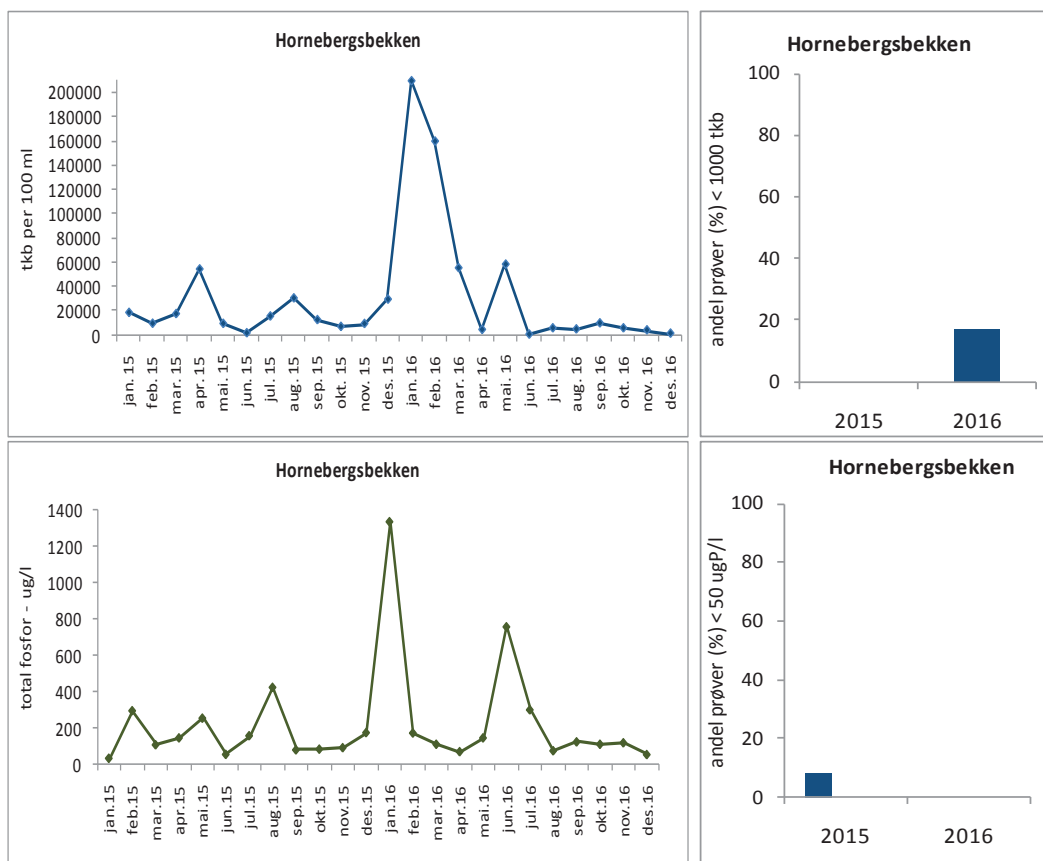 Hornebergsbekken
tkb per 100 ml
200000
180000
160000
140000
120000
100000
80000
60000
40000
20000
0
jan. 15
feb. 15
mar. 15
apr. 15
mai. 15
jun. 15
jul. 15
aug. 15
sep. 15
okt. 15
nov. 15
des. 15
jan. 16
feb. 16
mar. 16
apr. 16
mai. 16
jun. 16
jul. 16
aug. 16
sep. 16
okt. 16
nov. 16
des. 16
Hornebergsbekken
andel prøver (%) < 1000 tkb
100
80
60
40
20
0
2015
2016
Hornebergsbekken
total fosfor - ug/l
1400
1200
1000
800
600
400
200
0
jan.15
feb.15
mar.15
apr.15
mai.15
jun.15
jul.15
aug.15
sep.15
okt.15
nov.15
des.15
jan.16
feb.16
mar.16
apr.16
mai.16
jun.16
jul.16
aug.16
sep.16
okt.16
nov.16
des.16
Hornebergsbekken
andel prøver (%) < 50 ugP/l
100
80
60
40
20
0
2015
2016